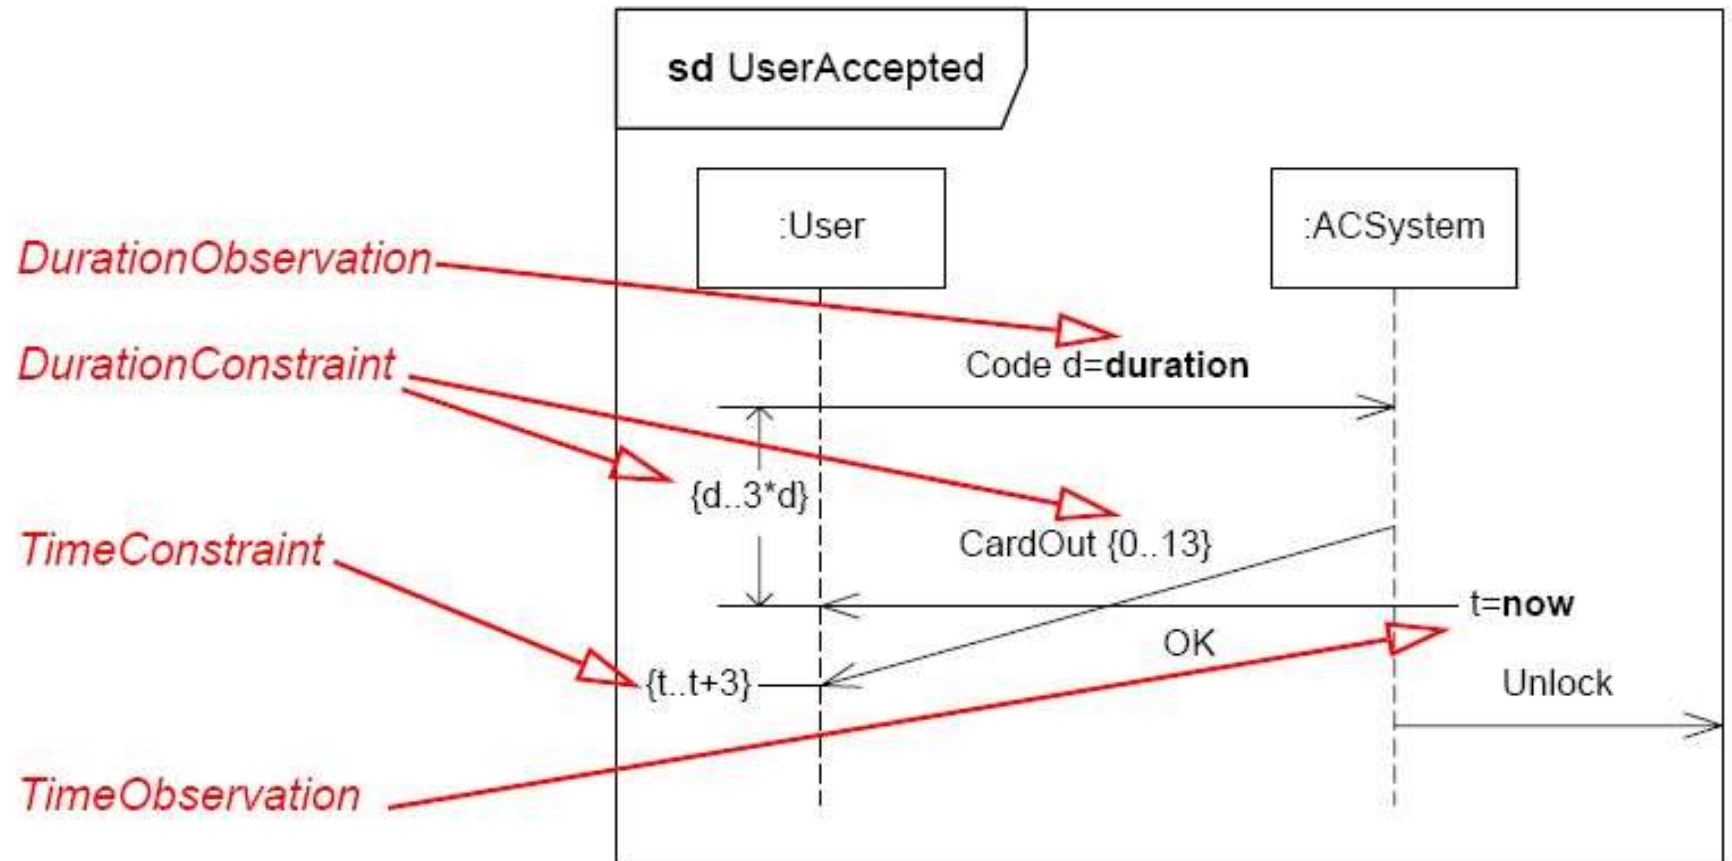 sd UserAccepted
:User
:ACSystem
DurationObservation
DurationConstraint
Code d=duration
{d..3*d}
TimeConstraint
CardOut {0..13}
t=now
OK
{t..t+3}
Unlock
TimeObservation